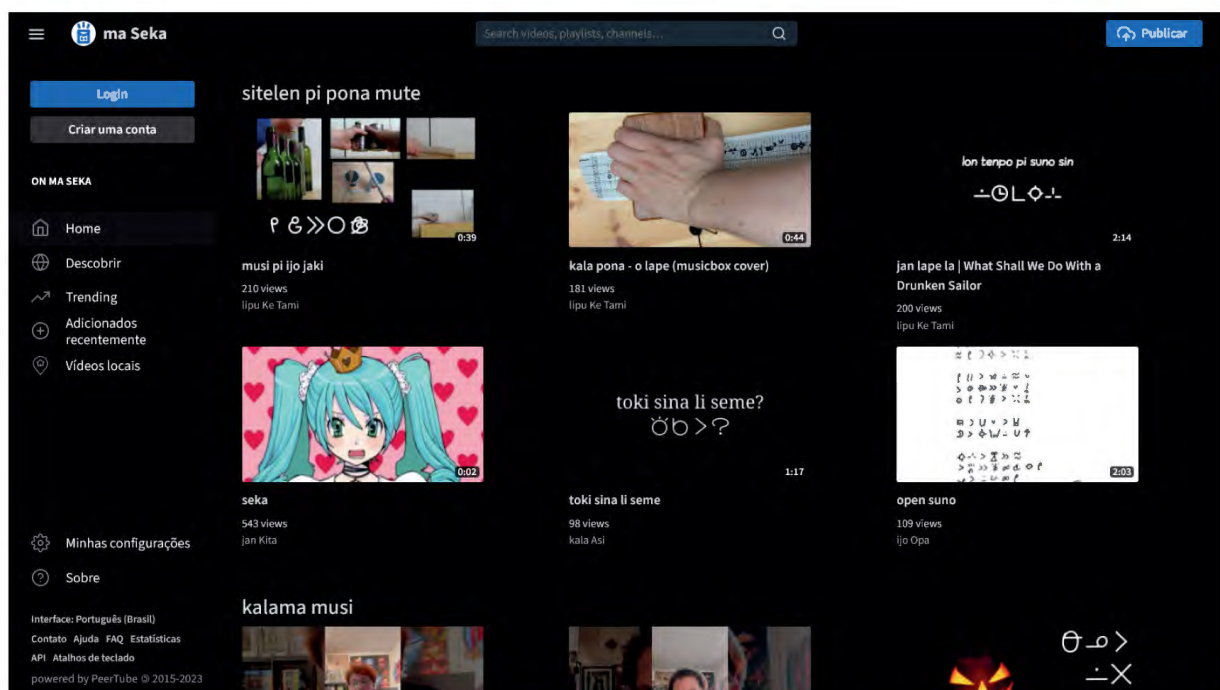 ma Seka
Search videos, playlists, channels...
Publicar
Login
Criar uma conta
ON MA SEKA
Home
Descobrir
Trending
Adicionados
recentemente
Vídeos locais
Minhas configurações
Sobre
Interface: Português (Brasil)
Contato Ajuda FAQ Estatísticas
API Atalhos de teclado
powered by PeerTube © 2015-2023
sitelen pi pona mute
0:39
musi pi ijo jaki
210 views
lipu Ke Tami
0:44
kala pona - o lape (musicbox cover)
181 views
lipu Ke Tami
lon tenpo pi suno sin
2:14
jan lape la | What Shall We Do With a
Drunken Sailor
200 views
lipu Ke Tami
0:02
seka
543 views
jan Kita
toki sina li seme?
1:17
toki sina li seme
98 views
kala Asi
2:03
open suno
109 views
ijo Opa
kalama musi